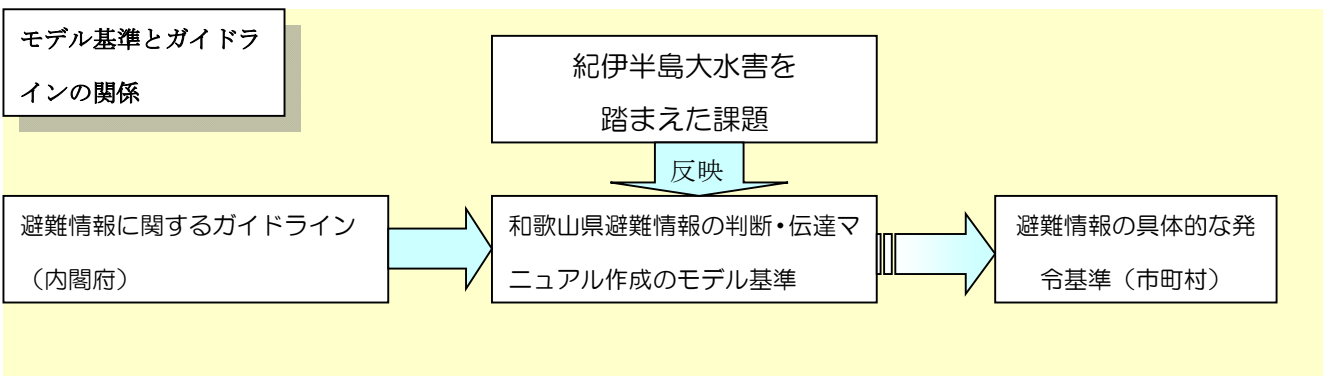 モデル基準とガイドラ
インの関係
紀伊半島大水害を
踏まえた課題
反映
避難情報に関するガイドライン
（内閣府）
和歌山県避難情報の判断・伝達マ
ニュアル作成のモデル基準
避難情報の具体的な発
令基準（市町村）